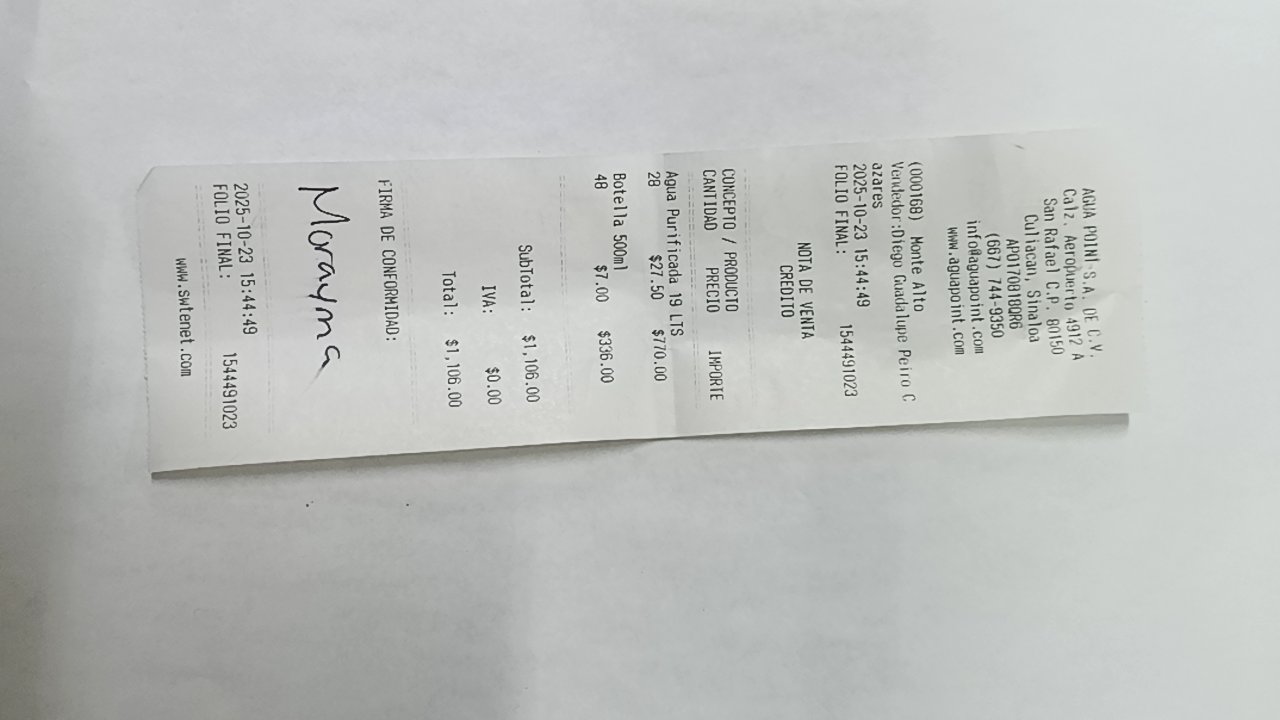 AGUA POINT S.A. DE C.V.
Calz. Aeropuerto 4912 A
San Rafael C.P. 80150
Culiacan, Sinaloa
APO170818QR6
(667) 744-9350
info@aguapoint.com
www.aguapoint.com
(000168) Monte Alto
Vendedor:Diego Guadalupe Peiro C
azares
2025-10-23 15:44:49
FOLIO FINAL: 1544491023
NOTA DE VENTA
CREDITO
CONCEPTO / PRODUCTO
CANTIDAD PRECIO IMPORTE
Agua Purificada 19 LTS
28 $27.50 $770.00
Botella 500ml
48 $7.00 $336.00
SubTotal: $1,106.00
IVA: $0.00
Total: $1,106.00
FIRMA DE CONFORMIDAD:
Morayma
2025-10-23 15:44:49
FOLIO FINAL: 1544491023
www.swtenet.com